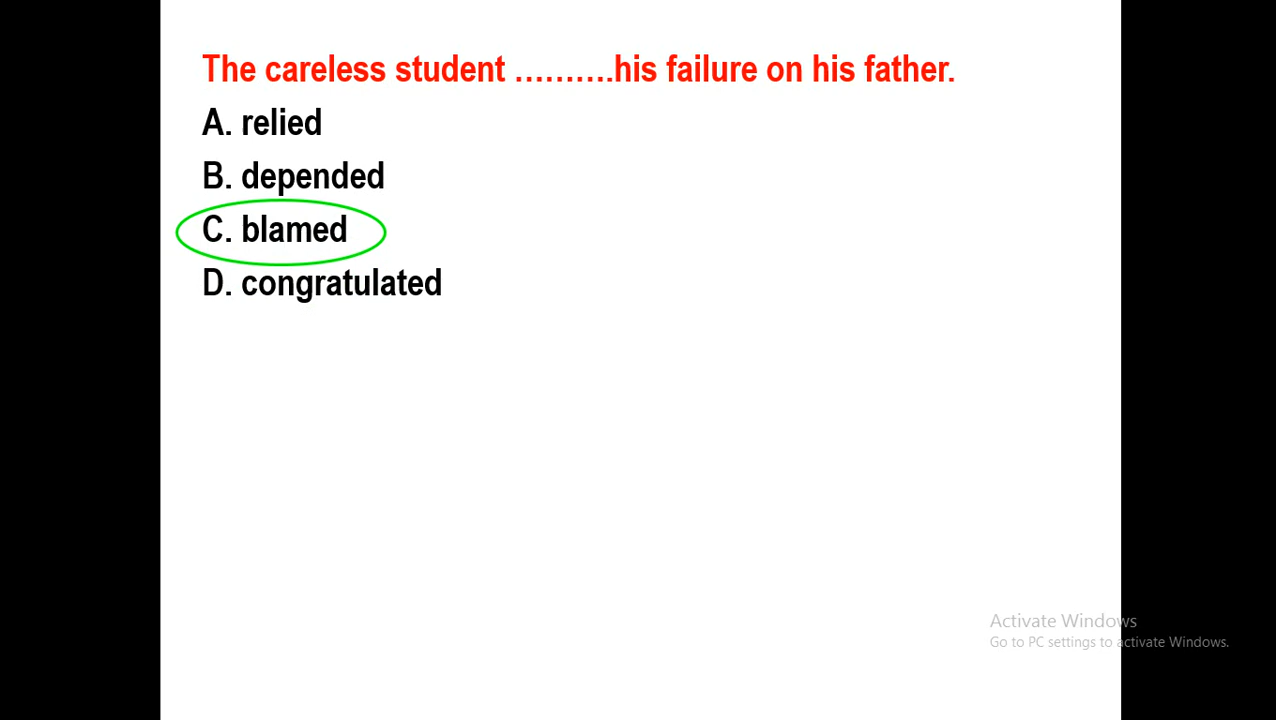 The careless student ……….his failure on his father.
A. relied
B. depended
C. blamed
D. congratulated
Activate Windows
Go to PC settings to activate Windows.